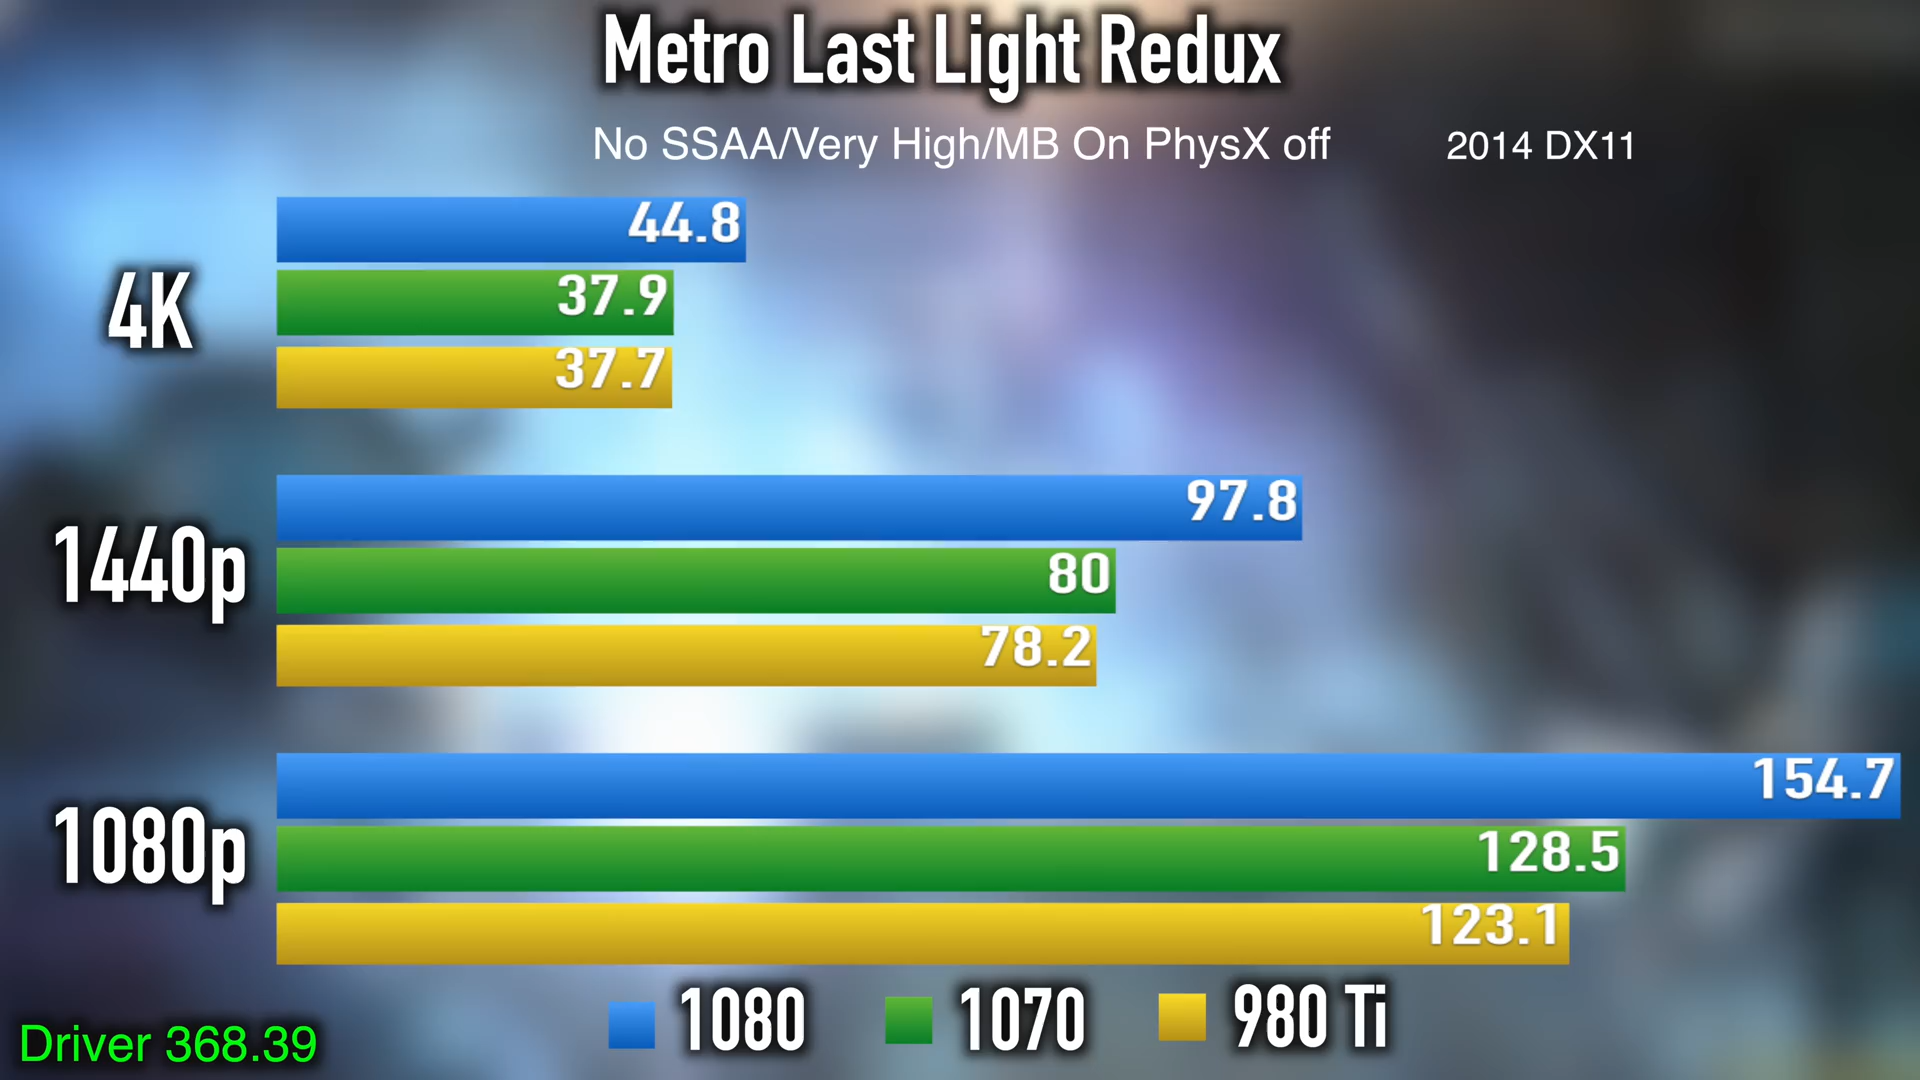 Metro Last Light Redux
No SSAA/Very High/MB On PhysX off 2014 DX11
4K
44.8
37.9
37.7
1440p
97.8
80
78.2
1080p
154.7
128.5
123.1
1080 1070 980 Ti
Driver 368.39